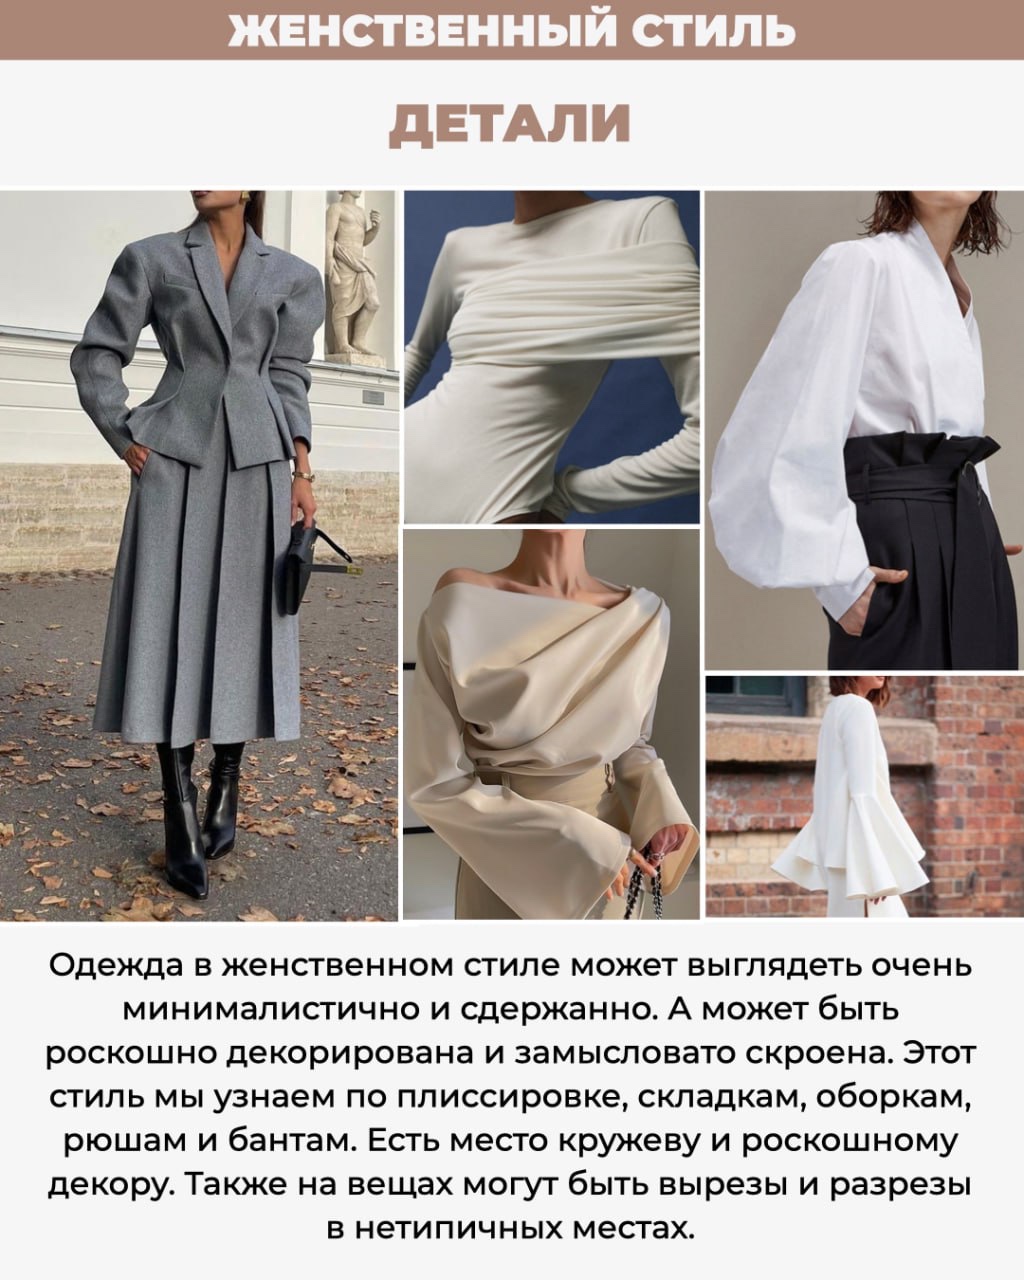 ЖЕНСТВЕННЫЙ СТИЛЬ
ДЕТАЛИ
Одежда в женственном стиле может выглядеть очень
минималистично и сдержанно. А может быть
роскошно декорирована и замысловато скроена. Этот
стиль мы узнаем по плиссировке, складкам, оборкам,
рюшам и бантам. Есть место кружеву и роскошному
декору. Также на вещах могут быть вырезы и разрезы
в нетипичных местах.